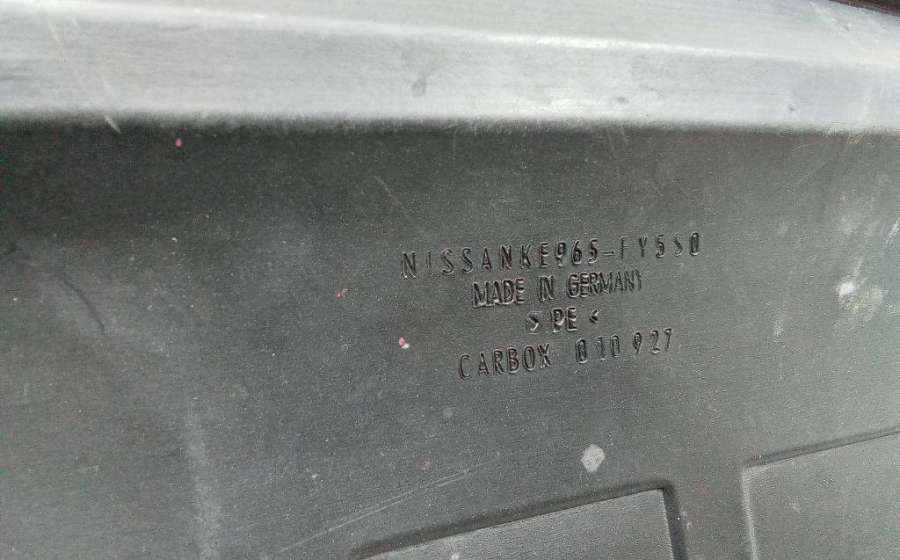 NISSANKE965-FY5S0
MADE IN GERMANY
> PE <
CARBOX 010927